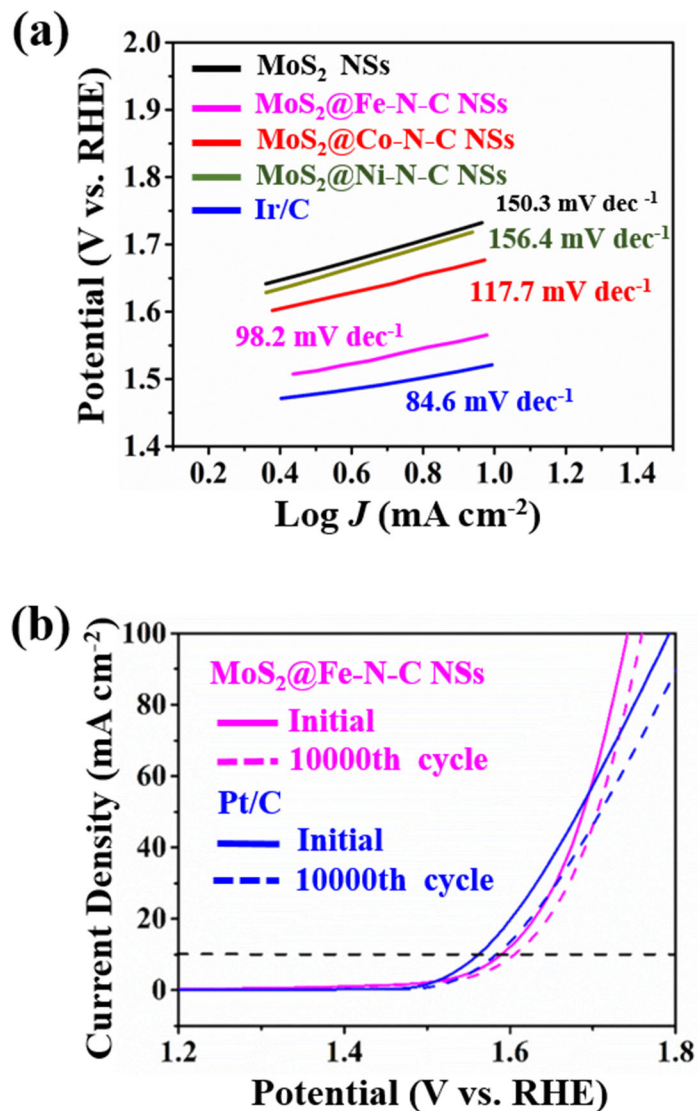 (a)
2.0
1.9
1.8
1.7
1.6
1.5
1.4
Potential (V vs. RHE)
MoS₂ NSs
MoS₂@Fe-N-C NSs
MoS₂@Co-N-C NSs
MoS₂@Ni-N-C NSs
Ir/C
150.3 mV dec⁻¹
156.4 mV dec⁻¹
117.7 mV dec⁻¹
98.2 mV dec⁻¹
84.6 mV dec⁻¹
0.2 0.4 0.6 0.8 1.0 1.2 1.4
Log J (mA cm⁻²)
(b)
100
80
60
40
20
0
Current Density (mA cm⁻²)
MoS₂@Fe-N-C NSs
Initial
10000th cycle
Pt/C
Initial
10000th cycle
1.2 1.4 1.6 1.8
Potential (V vs. RHE)